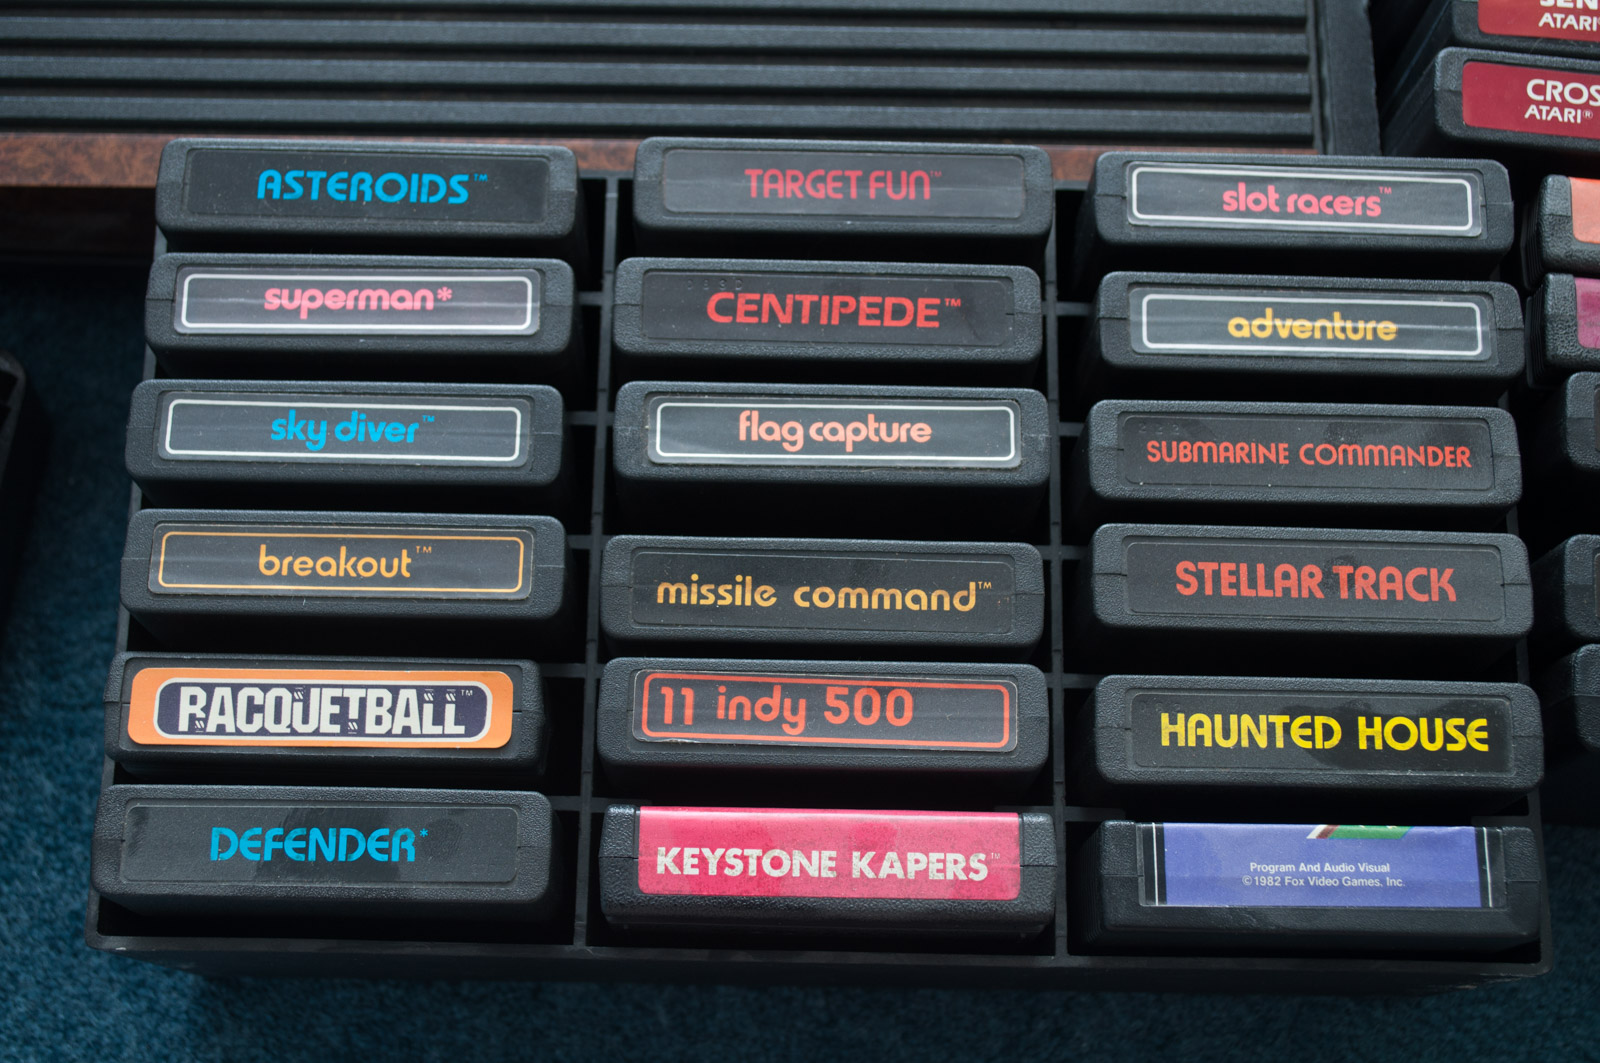 SEN
ATARI
CROS
ATARI®
ASTEROIDS™
TARGET FUN™
slot racers™
superman*
CENTIPEDE™
adventure
sky diver™
flag capture
SUBMARINE COMMANDER
breakout™
missile command™
STELLAR TRACK
RACQUETBALL™
11 indy 500
HAUNTED HOUSE
DEFENDER*
KEYSTONE KAPERS™
Program And Audio Visual
©1982 Fox Video Games, Inc.